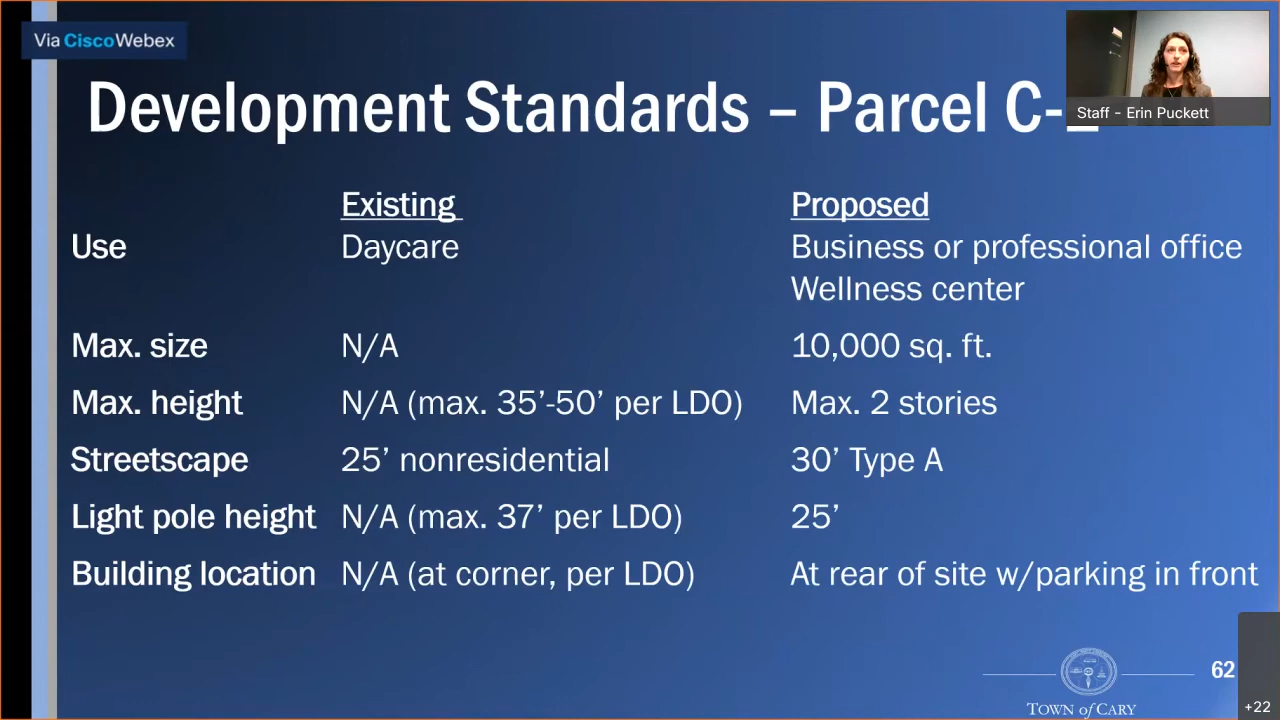 Via CiscoWebex
Development Standards – Parcel C-
Staff - Erin Puckett
Existing Proposed
Use Daycare Business or professional office
Wellness center
Max. size N/A 10,000 sq. ft.
Max. height N/A (max. 35’-50’ per LDO) Max. 2 stories
Streetscape 25’ nonresidential 30’ Type A
Light pole height N/A (max. 37’ per LDO) 25’
Building location N/A (at corner, per LDO) At rear of site w/parking in front
62
TOWN of CARY
+22